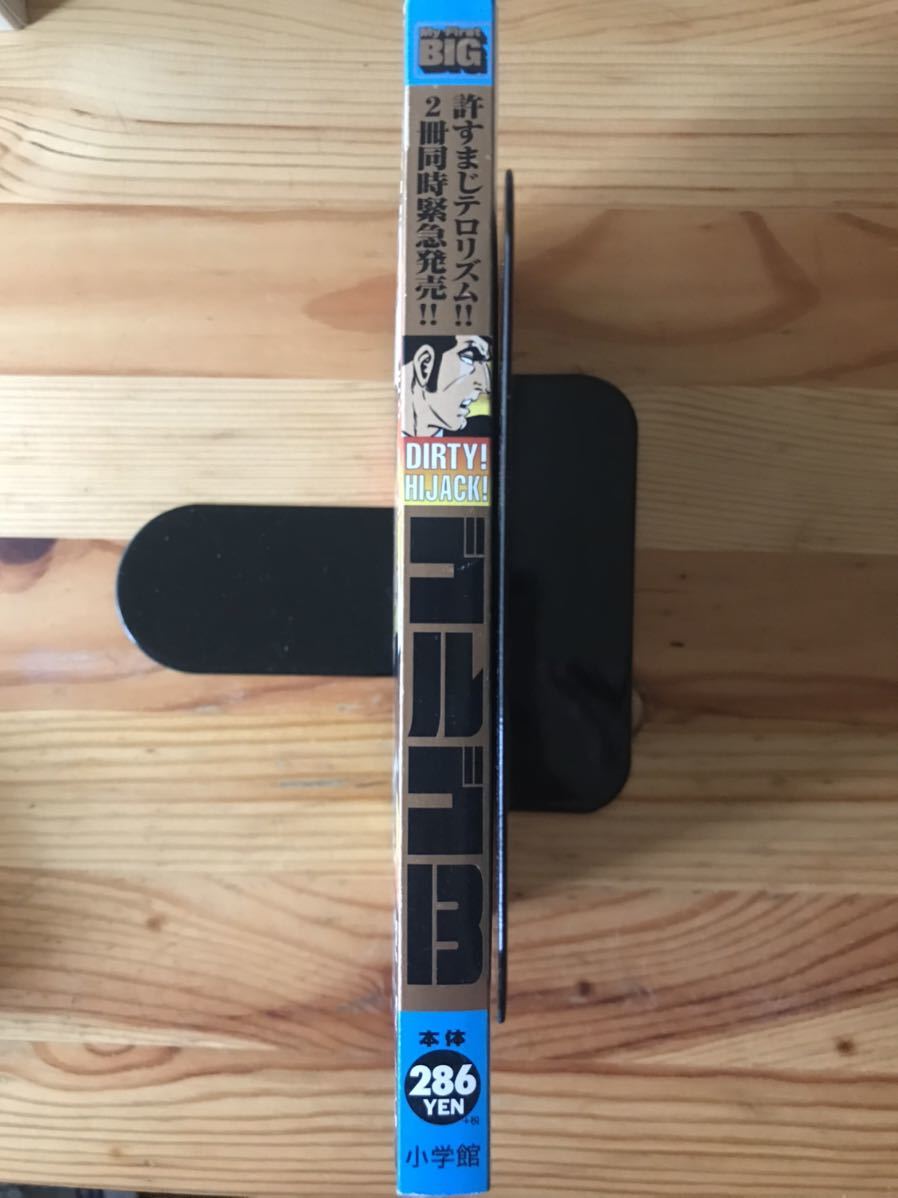 My First
BIG
許すまじテロリズム!!
2冊同時緊急発売!!
DIRTY!
HIJACK!
ゴルゴ13
本体
286
YEN
+税
小学館